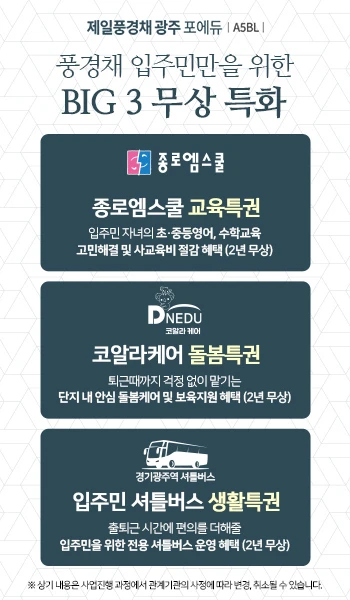 제일풍경채 광주 포에듀 | A5BL |
풍경채 입주민만을 위한
BIG 3 무상 특화
종로엠스쿨
종로엠스쿨 교육특권
입주민 자녀의 초·중등영어, 수학교육
고민해결 및 사교육비 절감 혜택 (2년 무상)
DNEDU
코알라 케어
코알라케어 돌봄특권
퇴근때까지 걱정 없이 맡기는
단지 내 안심 돌봄케어 및 보육지원 혜택 (2년 무상)
경기광주역 셔틀버스
입주민 셔틀버스 생활특권
출퇴근 시간에 편의를 더해줄
입주민을 위한 전용 셔틀버스 운영 혜택 (2년 무상)
※ 상기 내용은 사업진행 과정에서 관계기관의 사정에 따라 변경, 취소될 수 있습니다.